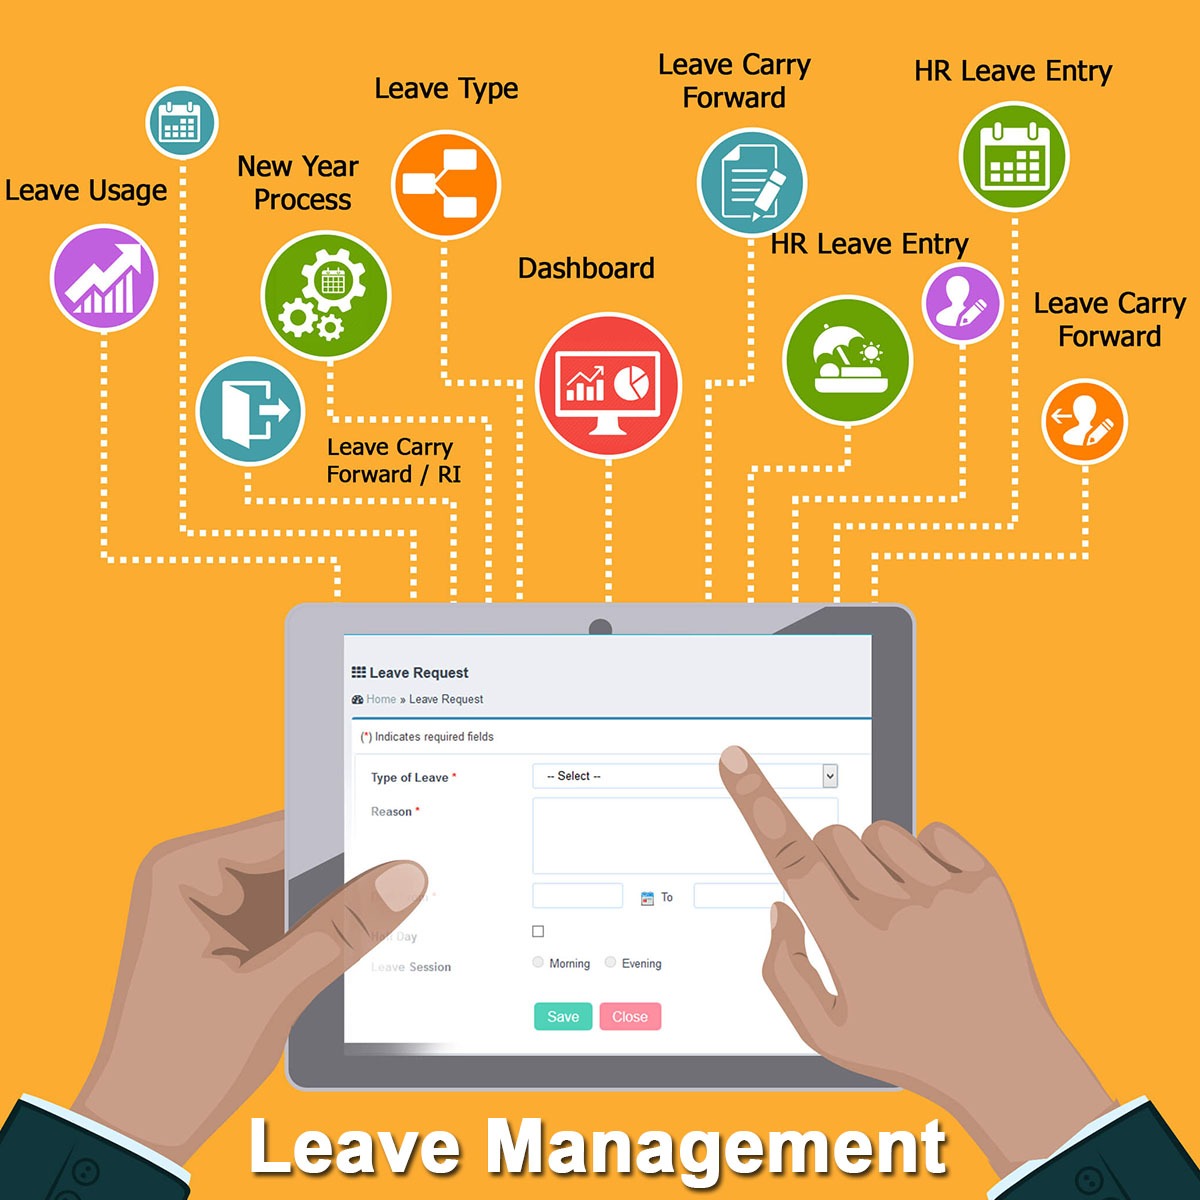 Leave Usage
New Year
Process
Leave Type
Leave Carry
Forward
HR Leave Entry
Dashboard
HR Leave Entry
Leave Carry
Forward
Leave Carry
Forward / RI
Leave Request
Home » Leave Request
(*) Indicates required fields
Type of Leave *
-- Select --
Reason *
To
Day
Leave Session
Morning
Evening
Save
Close
Leave Management